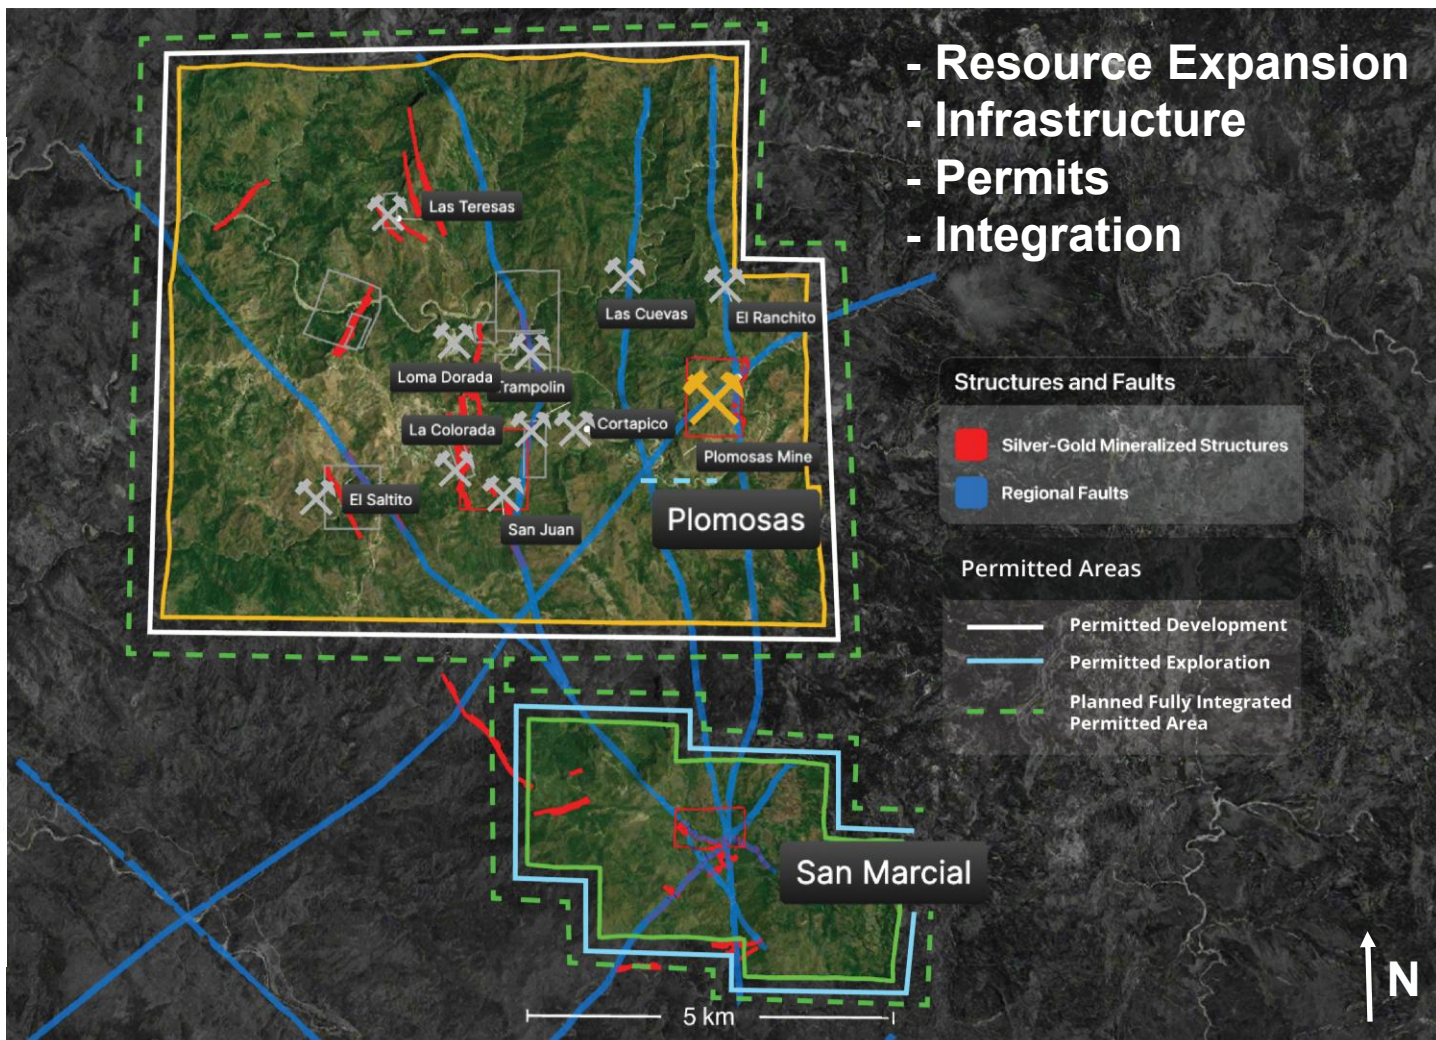 - Resource Expansion
- Infrastructure
- Permits
- Integration
Las Teresas
Las Cuevas
El Ranchito
Loma Dorada
Trampolin
La Colorada
Cortapico
Plomosas Mine
El Saltito
San Juan
Plomosas
Structures and Faults
Silver-Gold Mineralized Structures
Regional Faults
Permitted Areas
Permitted Development
Permitted Exploration
Planned Fully Integrated
Permitted Area
San Marcial
5 km
N